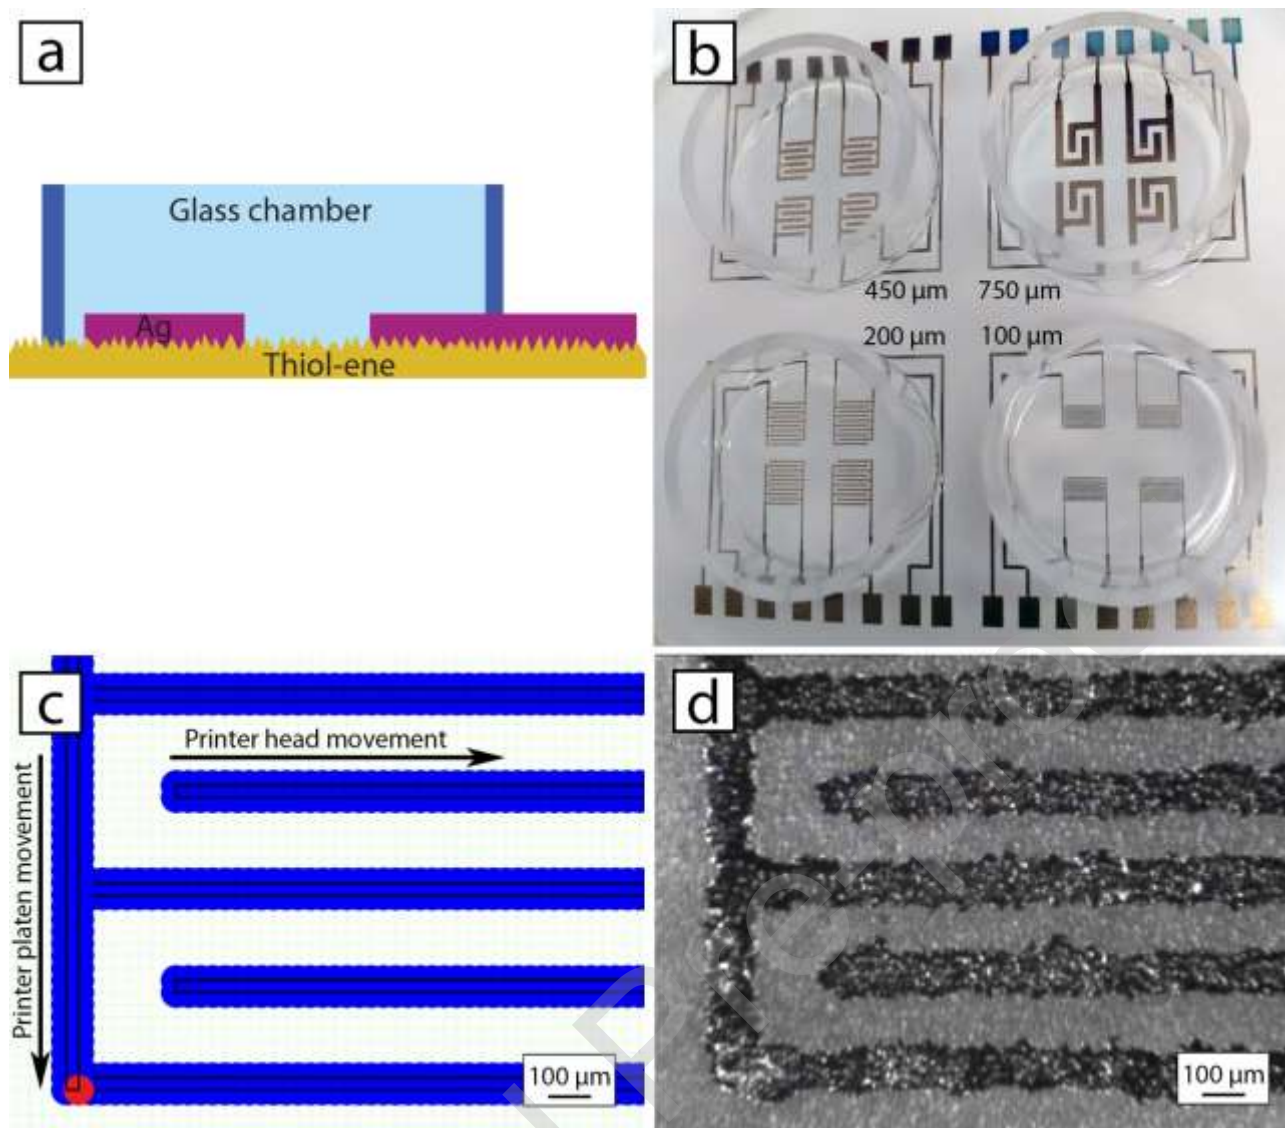 a
Glass chamber
Ag
Thiol-ene
b
450 µm 750 µm
200 µm 100 µm
c
Printer head movement
Printer platen movement
100 µm
d
100 µm